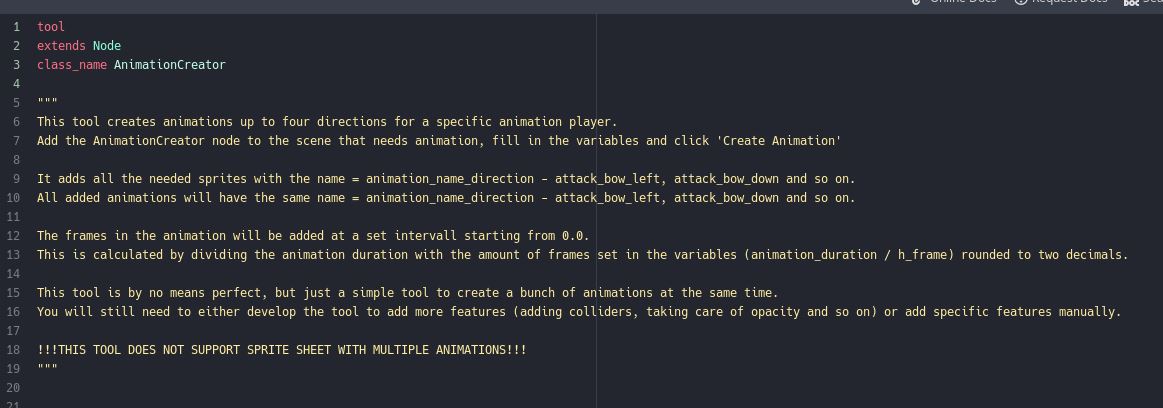 Online Docs Request Docs
1 tool
2 extends Node
3 class_name AnimationCreator
4
5 """
6 This tool creates animations up to four directions for a specific animation player.
7 Add the AnimationCreator node to the scene that needs animation, fill in the variables and click 'Create Animation'
8
9 It adds all the needed sprites with the name = animation_name_direction - attack_bow_left, attack_bow_down and so on.
10 All added animations will have the same name = animation_name_direction - attack_bow_left, attack_bow_down and so on.
11
12 The frames in the animation will be added at a set intervall starting from 0.0.
13 This is calculated by dividing the animation duration with the amount of frames set in the variables (animation_duration / h_frame) rounded to two decimals.
14
15 This tool is by no means perfect, but just a simple tool to create a bunch of animations at the same time.
16 You will still need to either develop the tool to add more features (adding colliders, taking care of opacity and so on) or add specific features manually.
17
18 !!!THIS TOOL DOES NOT SUPPORT SPRITE SHEET WITH MULTIPLE ANIMATIONS!!!
19 """
20
21